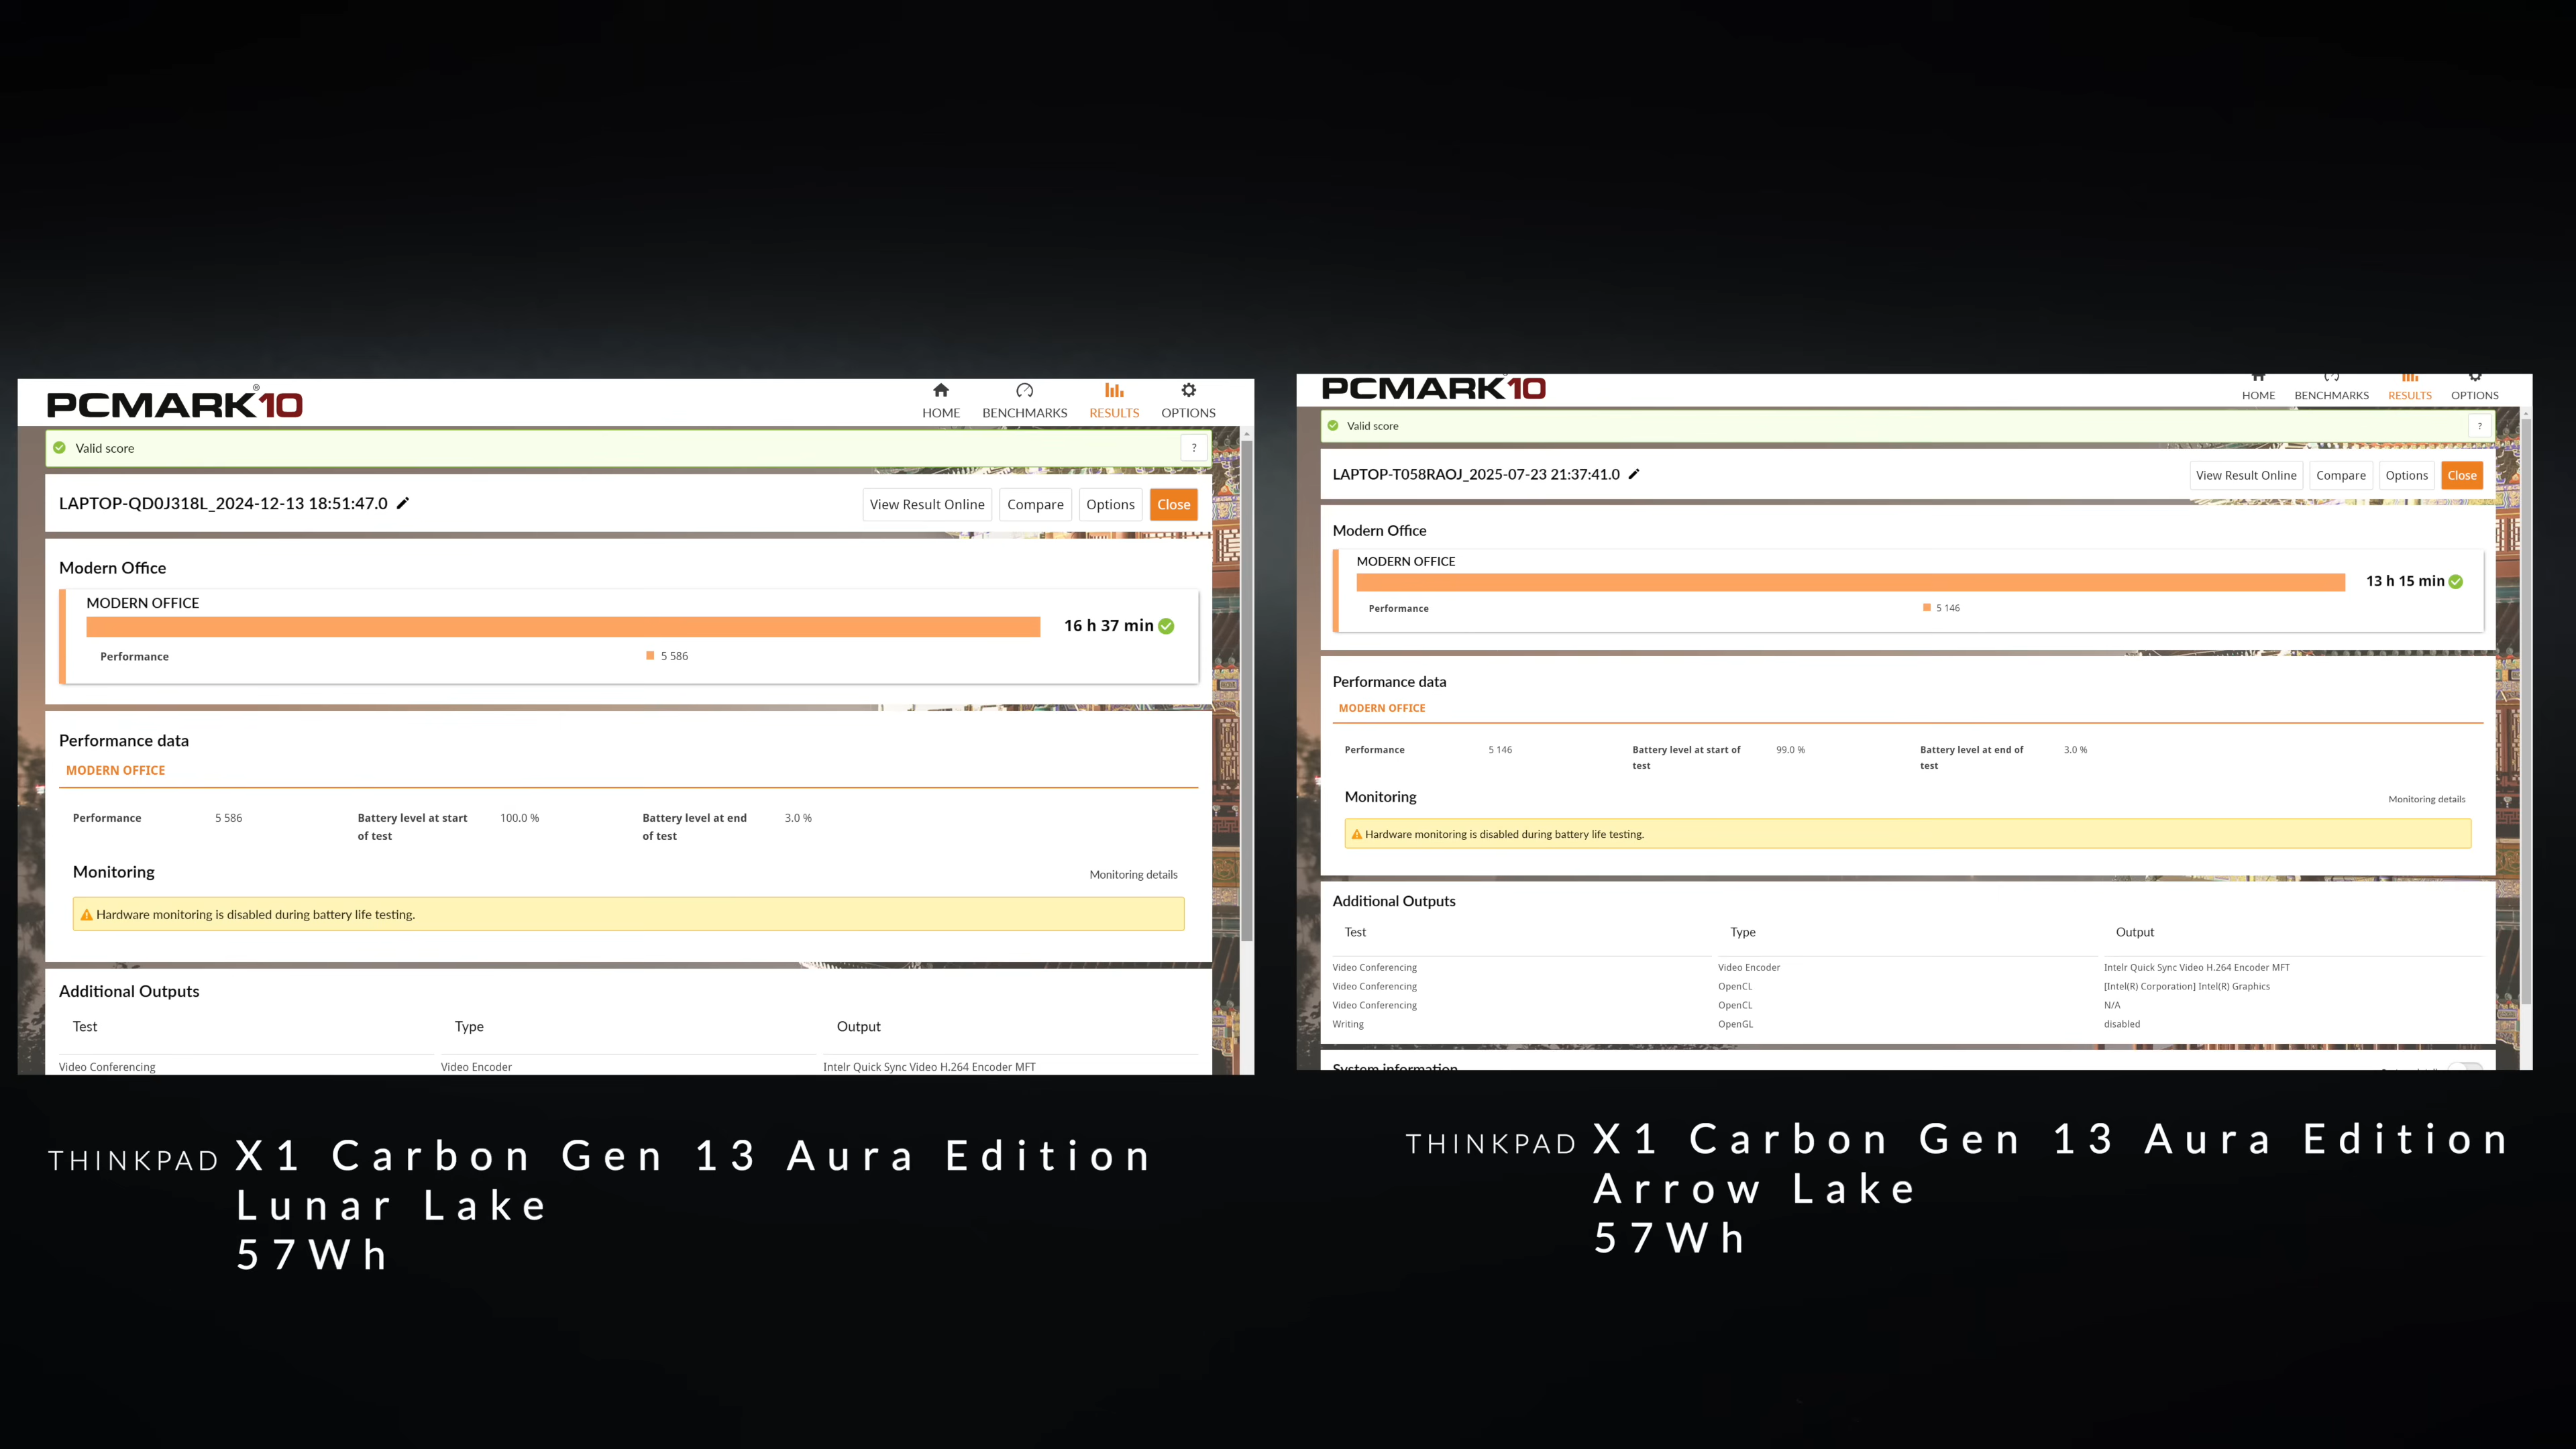 PCMARK®10
HOME BENCHMARKS RESULTS OPTIONS
Valid score ?
LAPTOP-QD0J318L_2024-12-13 18:51:47.0 View Result Online Compare Options Close
Modern Office
MODERN OFFICE
16 h 37 min
Performance 5 586
Performance data
MODERN OFFICE
Performance 5 586 Battery level at start of test 100.0 % Battery level at end of test 3.0 %
Monitoring Monitoring details
Hardware monitoring is disabled during battery life testing.
Additional Outputs
Test Type Output
Video Conferencing Video Encoder Intelr Quick Sync Video H.264 Encoder MFT
THINKPAD X1 Carbon Gen 13 Aura Edition
Lunar Lake
57Wh
PCMARK10
HOME BENCHMARKS RESULTS OPTIONS
Valid score ?
LAPTOP-T058RAOJ_2025-07-23 21:37:41.0 View Result Online Compare Options Close
Modern Office
MODERN OFFICE
13 h 15 min
Performance 5 146
Performance data
MODERN OFFICE
Performance 5 146 Battery level at start of test 99.0 % Battery level at end of test 3.0 %
Monitoring Monitoring details
Hardware monitoring is disabled during battery life testing.
Additional Outputs
Test Type Output
Video Conferencing Video Encoder Intelr Quick Sync Video H.264 Encoder MFT
Video Conferencing OpenCL [Intel(R) Corporation] Intel(R) Graphics
Video Conferencing OpenCL N/A
Writing OpenGL disabled
System information
THINKPAD X1 Carbon Gen 13 Aura Edition
Arrow Lake
57Wh